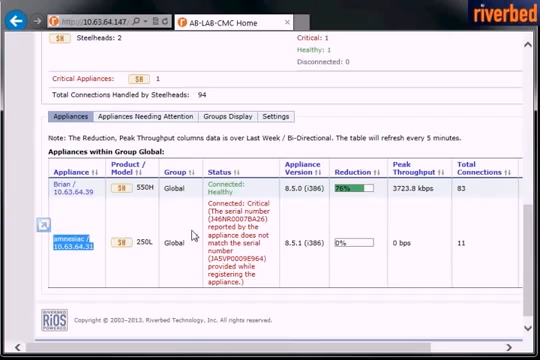 riverbed
http://10.63.64.147/
AB-LAB-CMC Home
Steelheads: 2
Critical: 1
Healthy: 1
Disconnected: 0
Critical Appliances: SH 1
Total Connections Handled by Steelheads: 94
Appliances
Appliances Needing Attention
Groups Display
Settings
Note: The Reduction, Peak Throughput columns data is over Last Week / Bi-Directional. The table will refresh every 5 minutes.
Appliances within Group Global:
Appliance
Product / Model
Group
Status
Appliance Version
Reduction
Peak Throughput
Total Connections
Brian / 10.63.64.39
SH 550M
Global
Connected: Healthy
8.5.0 (i386)
76%
3723.8 kbps
83
amnesiac / 10.63.64.31
SH 250L
Global
Connected: Critical
(The serial number
(J46NR0007BA26)
reported by the
appliance does not
match the serial
number
(JA5VP0009E964)
provided while
registering the
appliance.)
8.5.1 (i386)
0%
0 bps
11
RiOS
POWERED
Copyright © 2003–2013. Riverbed Technology, Inc. All rights reserved.